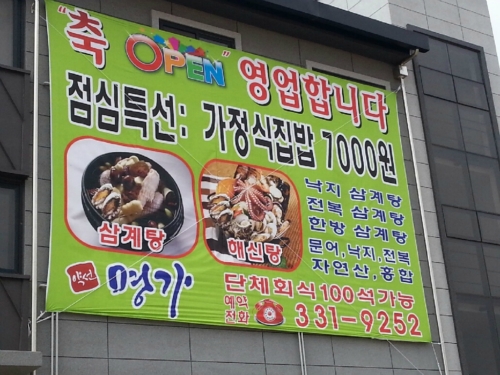 "축 OPEN" 영업합니다
점심특선: 가정식집밥 7000원
낙지 삼계탕
전복 삼계탕
한방 삼계탕
문어,낙지,전복
자연산,홍합
삼계탕
해신탕
약선 명가
단체회식100석가능
예약전화 ☎ 331-9252